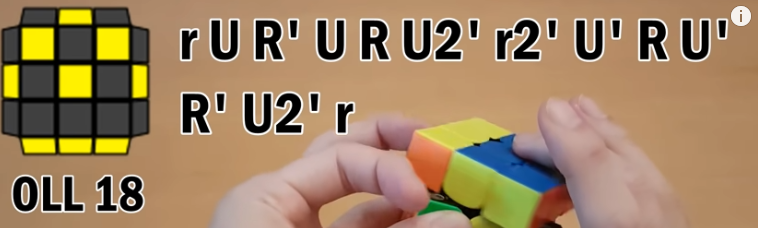 r U R' U R U2' r2' U' R U'
R' U2' r
OLL 18
i